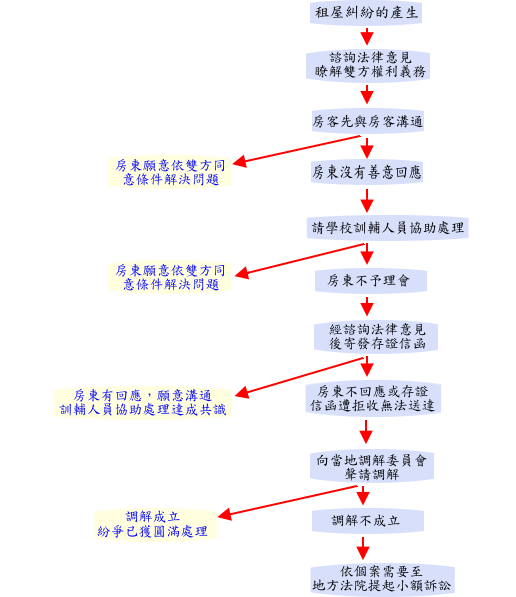 租屋糾紛的產生
諮詢法律意見
瞭解雙方權利義務
房客先與房客溝通
房東願意依雙方同
意條件解決問題
房東沒有善意回應
請學校訓輔人員協助處理
房東願意依雙方同
意條件解決問題
房東不予理會
經諮詢法律意見
後寄發存證信函
房東有回應，願意溝通
訓輔人員協助處理達成共識
房東不回應或存證
信函遭拒收無法送達
向當地調解委員會
聲請調解
調解成立
紛爭已獲圓滿處理
調解不成立
依個案需要至
地方法院提起小額訴訟